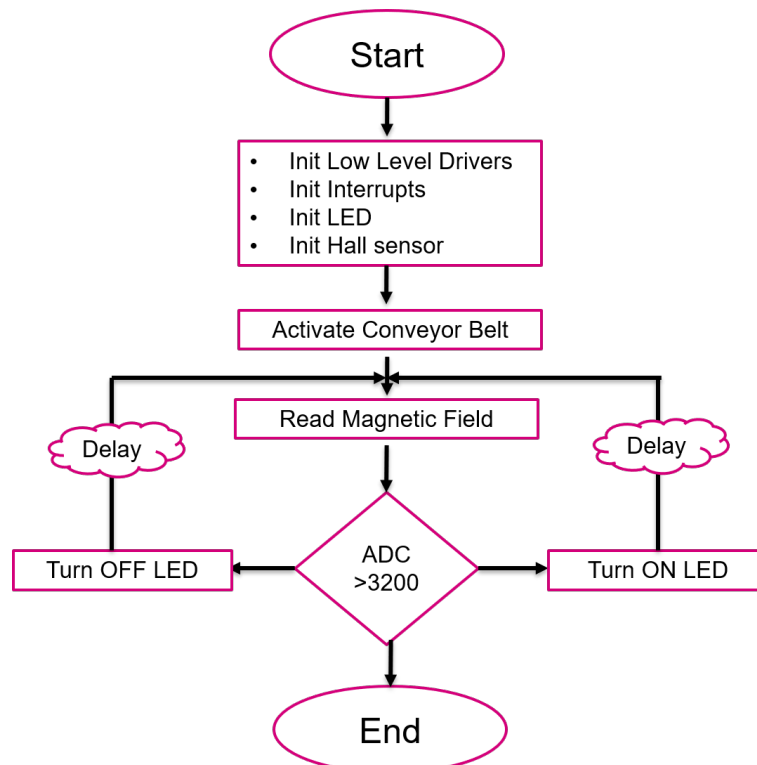 Start
• Init Low Level Drivers
• Init Interrupts
• Init LED
• Init Hall sensor
Activate Conveyor Belt
Read Magnetic Field
Delay
Delay
ADC
>3200
Turn OFF LED
Turn ON LED
End